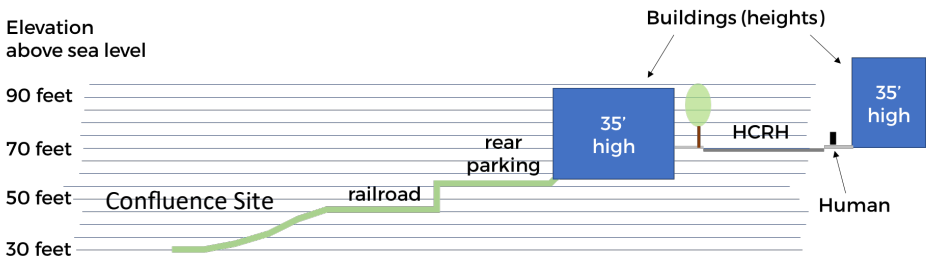 Elevation
above sea level
Buildings (heights)
90 feet
35’
high
35’
high
HCRH
70 feet
rear
parking
railroad
50 feet
Confluence Site
Human
30 feet